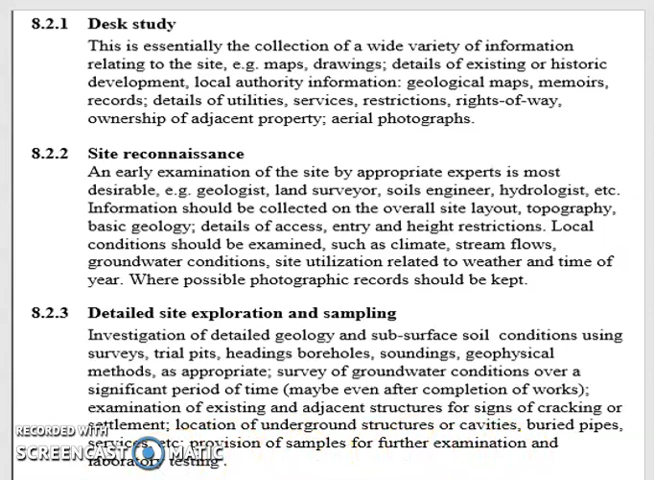 8.2.1 Desk study
This is essentially the collection of a wide variety of information
relating to the site, e.g. maps, drawings; details of existing or historic
development, local authority information: geological maps, memoirs,
records; details of utilities, services, restrictions, rights-of-way,
ownership of adjacent property; aerial photographs.
8.2.2 Site reconnaissance
An early examination of the site by appropriate experts is most
desirable, e.g. geologist, land surveyor, soils engineer, hydrologist, etc.
Information should be collected on the overall site layout, topography,
basic geology; details of access, entry and height restrictions. Local
conditions should be examined, such as climate, stream flows,
groundwater conditions, site utilization related to weather and time of
year. Where possible photographic records should be kept.
8.2.3 Detailed site exploration and sampling
Investigation of detailed geology and sub-surface soil conditions using
surveys, trial pits, headings boreholes, soundings, geophysical
methods, as appropriate; survey of groundwater conditions over a
significant period of time (maybe even after completion of works);
examination of existing and adjacent structures for signs of cracking or
settlement; location of underground structures or cavities, buried pipes,
services, etc; provision of samples for further examination and
laboratory testing .
RECORDED WITH
SCREENCAST MATIC